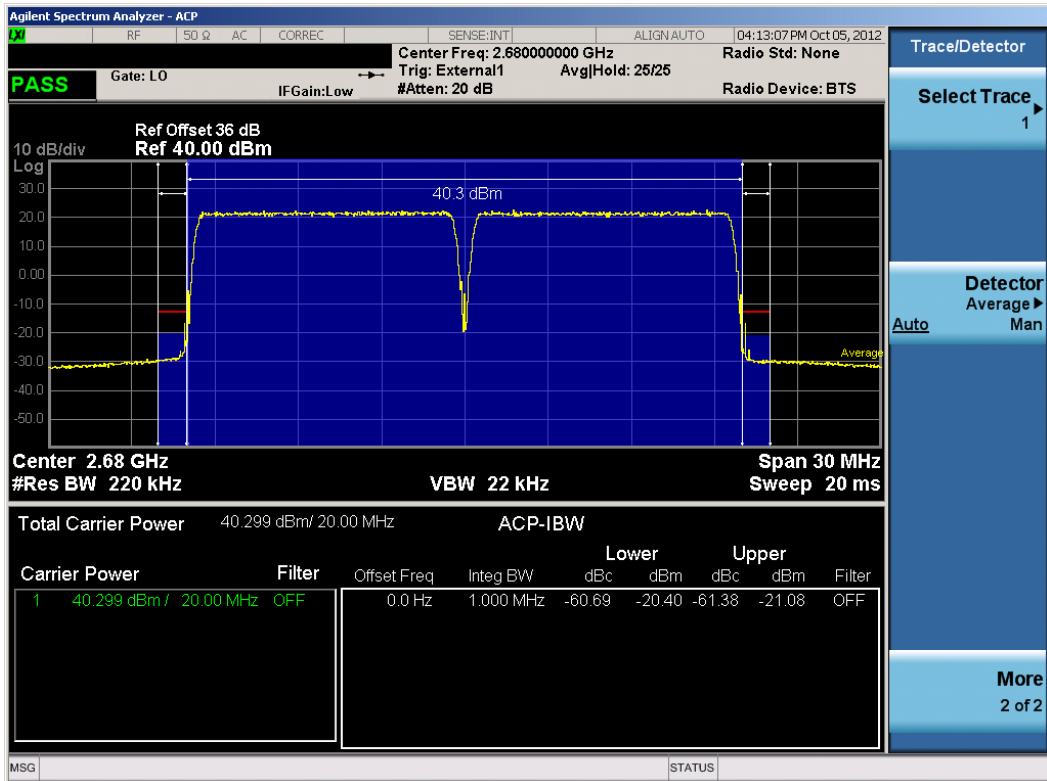 Agilent Spectrum Analyzer - ACP
LXI RF 50 Ω AC CORREC SENSE:INT ALIGN AUTO 04:13:07 PM Oct 05, 2012
Center Freq: 2.680000000 GHz Radio Std: None
PASS Gate: LO Trig: External1 Avg|Hold: 25/25
IFGain:Low #Atten: 20 dB Radio Device: BTS
Trace/Detector
Select Trace
1
Detector
Average
Auto Man
More
2 of 2
Ref Offset 36 dB
10 dB/div Ref 40.00 dBm
Log
30.0
20.0
10.0
0.00
-10.0
-20.0
-30.0
-40.0
-50.0
40.3 dBm
Average
Center 2.68 GHz Span 30 MHz
#Res BW 220 kHz VBW 22 kHz Sweep 20 ms
Total Carrier Power 40.299 dBm/ 20.00 MHz ACP-IBW
Lower Upper
Carrier Power Filter Offset Freq Integ BW dBc dBm dBc dBm Filter
1 40.299 dBm / 20.00 MHz OFF 0.0 Hz 1.000 MHz -60.69 -20.40 -61.38 -21.08 OFF
MSG STATUS